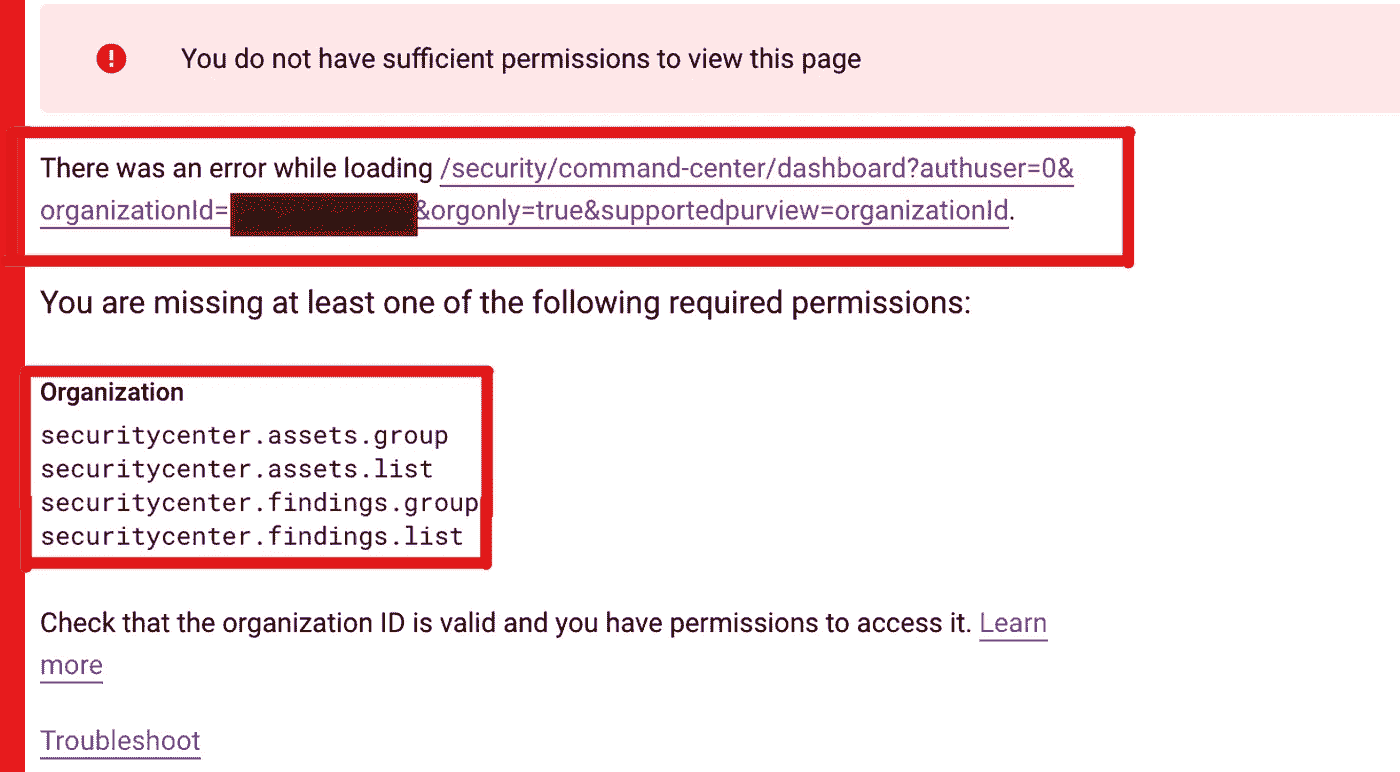 You do not have sufficient permissions to view this page
There was an error while loading /security/command-center/dashboard?authuser=0&
organizationId= &orgonly=true&supportedpurview=organizationId.
You are missing at least one of the following required permissions:
Organization
securitycenter.assets.group
securitycenter.assets.list
securitycenter.findings.group
securitycenter.findings.list
Check that the organization ID is valid and you have permissions to access it. Learn
more
Troubleshoot